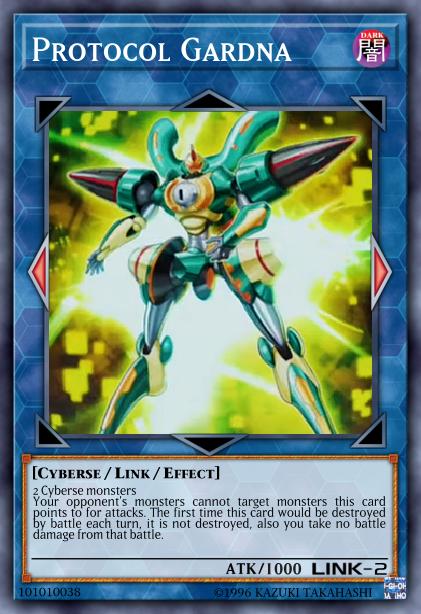 PROTOCOL GARDNA
DARK
闇
[CYBERSE / LINK / EFFECT]
2 Cyberse monsters
Your opponent's monsters cannot target monsters this card
points to for attacks. The first time this card would be destroyed
by battle each turn, it is not destroyed, also you take no battle
damage from that battle.
ATK/1000 LINK-2
101010038 ©1996 KAZUKI TAKAHASHI